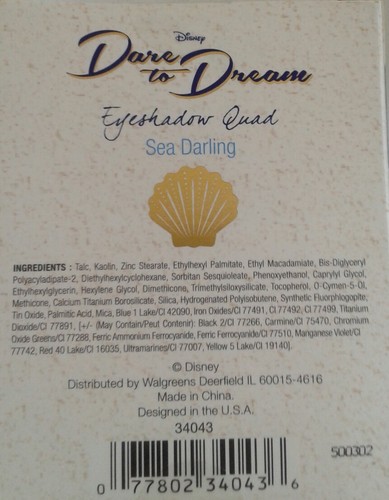 Disney
Dare
to Dream
Eyeshadow Quad
Sea Darling
INGREDIENTS : Talc, Kaolin, Zinc Stearate, Ethylhexyl Palmitate, Ethyl Macadamiate, Bis-Diglyceryl
Polyacyladipate-2, Diethylhexylcyclohexane, Sorbitan Sesquioleate, Phenoxyethanol, Caprylyl Glycol,
Ethylhexylglycerin, Hexylene Glycol, Dimethicone, Trimethylsiloxysilicate, Tocopherol, O-Cymen-5-Ol,
Methicone, Calcium Titanium Borosilicate, Silica, Hydrogenated Polyisobutene, Synthetic Fluorphlogopite,
Tin Oxide, Palmitic Acid, Mica, Blue 1 Lake/CI 42090, Iron Oxides/CI 77491, CI 77492, CI 77499, Titanium
Dioxide/CI 77891, [+/- (May Contain/Peut Contenir): Black 2/CI 77266, Carmine/CI 75470, Chromium
Oxide Greens/CI 77288, Ferric Ammonium Ferrocyanide, Ferric Ferrocyanide/CI 77510, Manganese Violet/CI
77742, Red 40 Lake/CI 16035, Ultramarines/CI 77007, Yellow 5 Lake/CI 19140].
© Disney
Distributed by Walgreens Deerfield IL 60015-4616
Made in China.
Designed in the U.S.A.
34043
500302
0 77802 34043 6